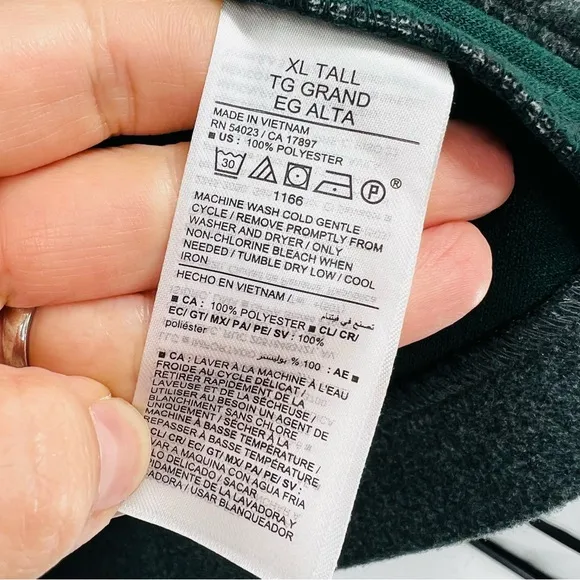 XL TALL
TG GRAND
EG ALTA
MADE IN VIETNAM
RN 54023 / CA 17897
■ US : 100% POLYESTER
30 P ®
1166
MACHINE WASH COLD GENTLE
CYCLE / REMOVE PROMPTLY FROM
WASHER AND DRYER / ONLY
NON-CHLORINE BLEACH WHEN
NEEDED / TUMBLE DRY LOW / COOL
IRON
HECHO EN VIETNAM / صنع في فيتنام
■ CA : 100% POLYESTER ■ CL/ CR/
EC/ GT/ MX/ PA/ PE/ SV : 100%
poliéster
■ AE : 100 % بوليستر
■ CA : LAVER À LA MACHINE À L'EAU
FROIDE AU CYCLE DÉLICAT /
RETIRER RAPIDEMENT DE LA
LAVEUSE ET DE LA SÉCHEUSE /
UTILISER AU BESOIN UN AGENT DE
BLANCHIMENT SANS CHLORE
UNIQUEMENT / SÉCHER À LA
MACHINE À BASSE TEMPÉRATURE /
REPASSER À BASSE TEMPÉRATURE
CL/ CR/ EC/ GT/ MX/ PA/ PE/ SV :
LAVAR A MAQUINA CON AGUA FRIA
CICLO DELICADO / SACAR
DE LA LAVADORA Y
SECADORA / USAR BLANQUEADOR